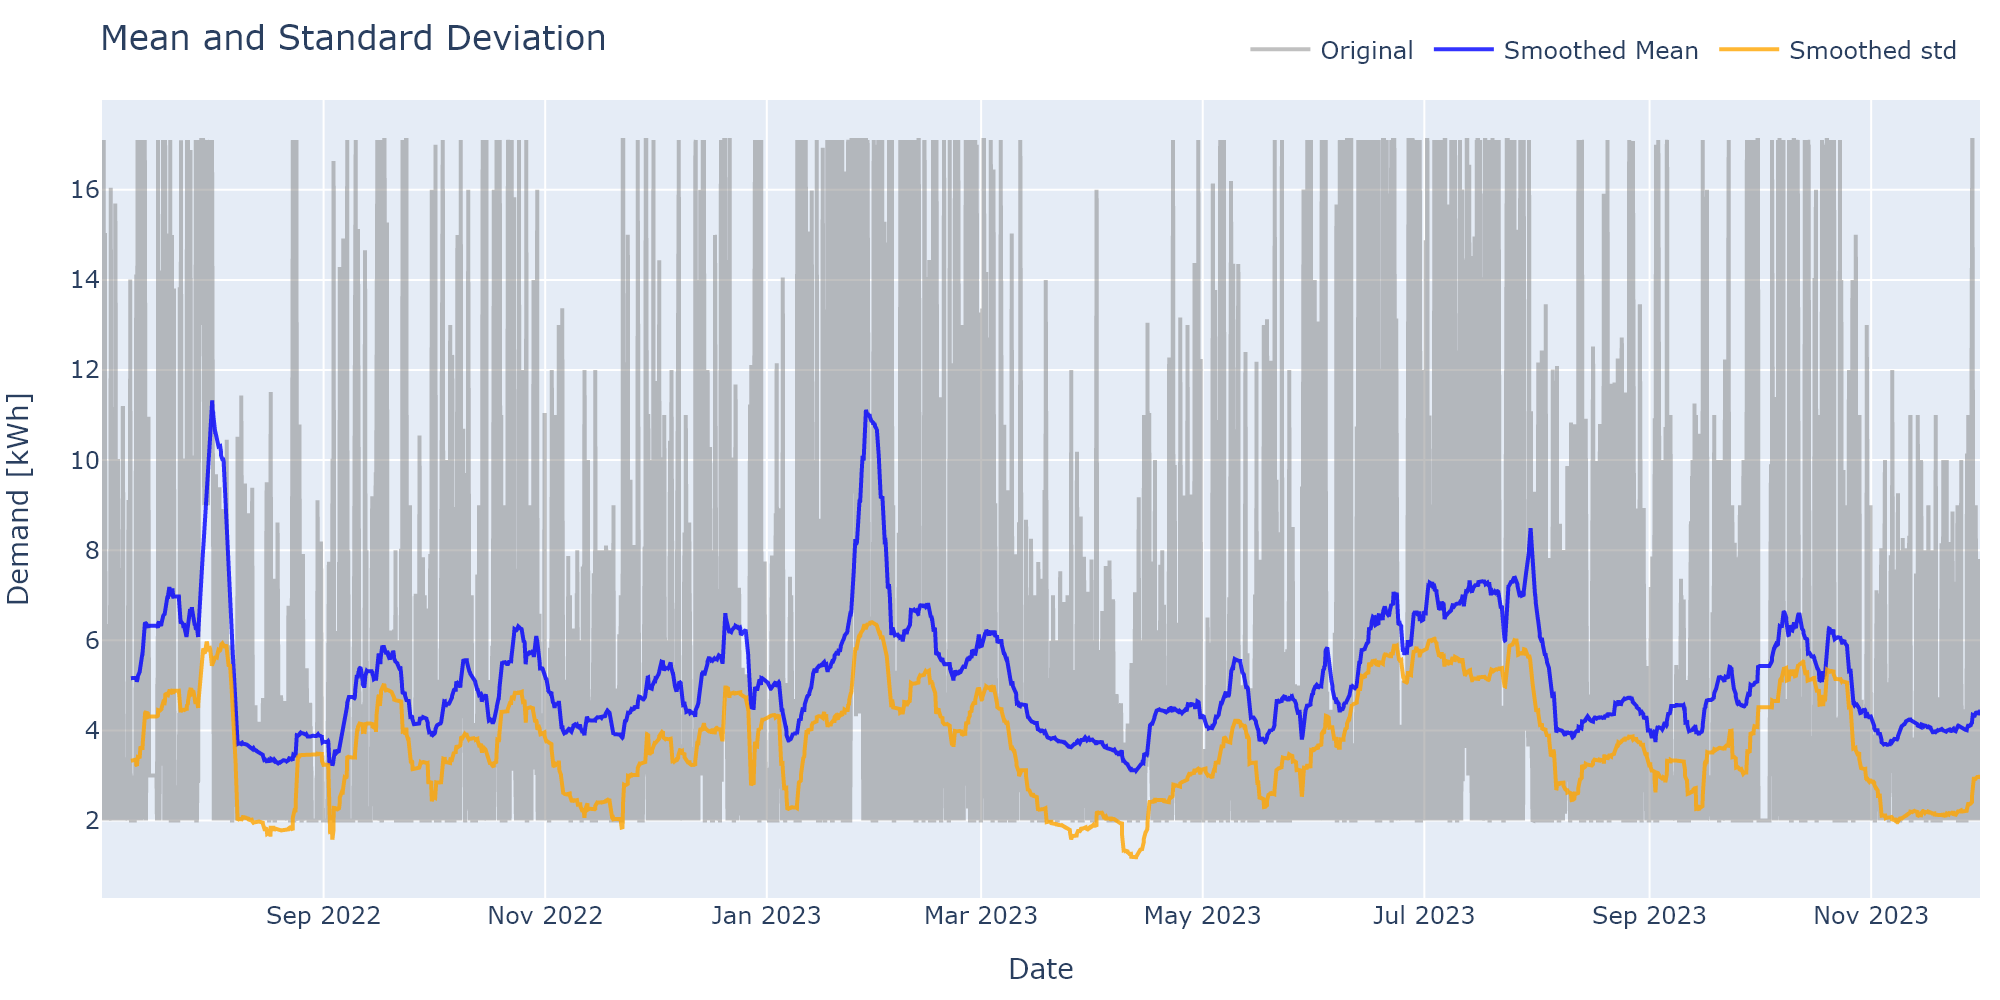 Mean and Standard Deviation
Original
Smoothed Mean
Smoothed std
Demand [kWh]
16
14
12
10
8
6
4
2
Sep 2022
Nov 2022
Jan 2023
Mar 2023
May 2023
Jul 2023
Sep 2023
Nov 2023
Date